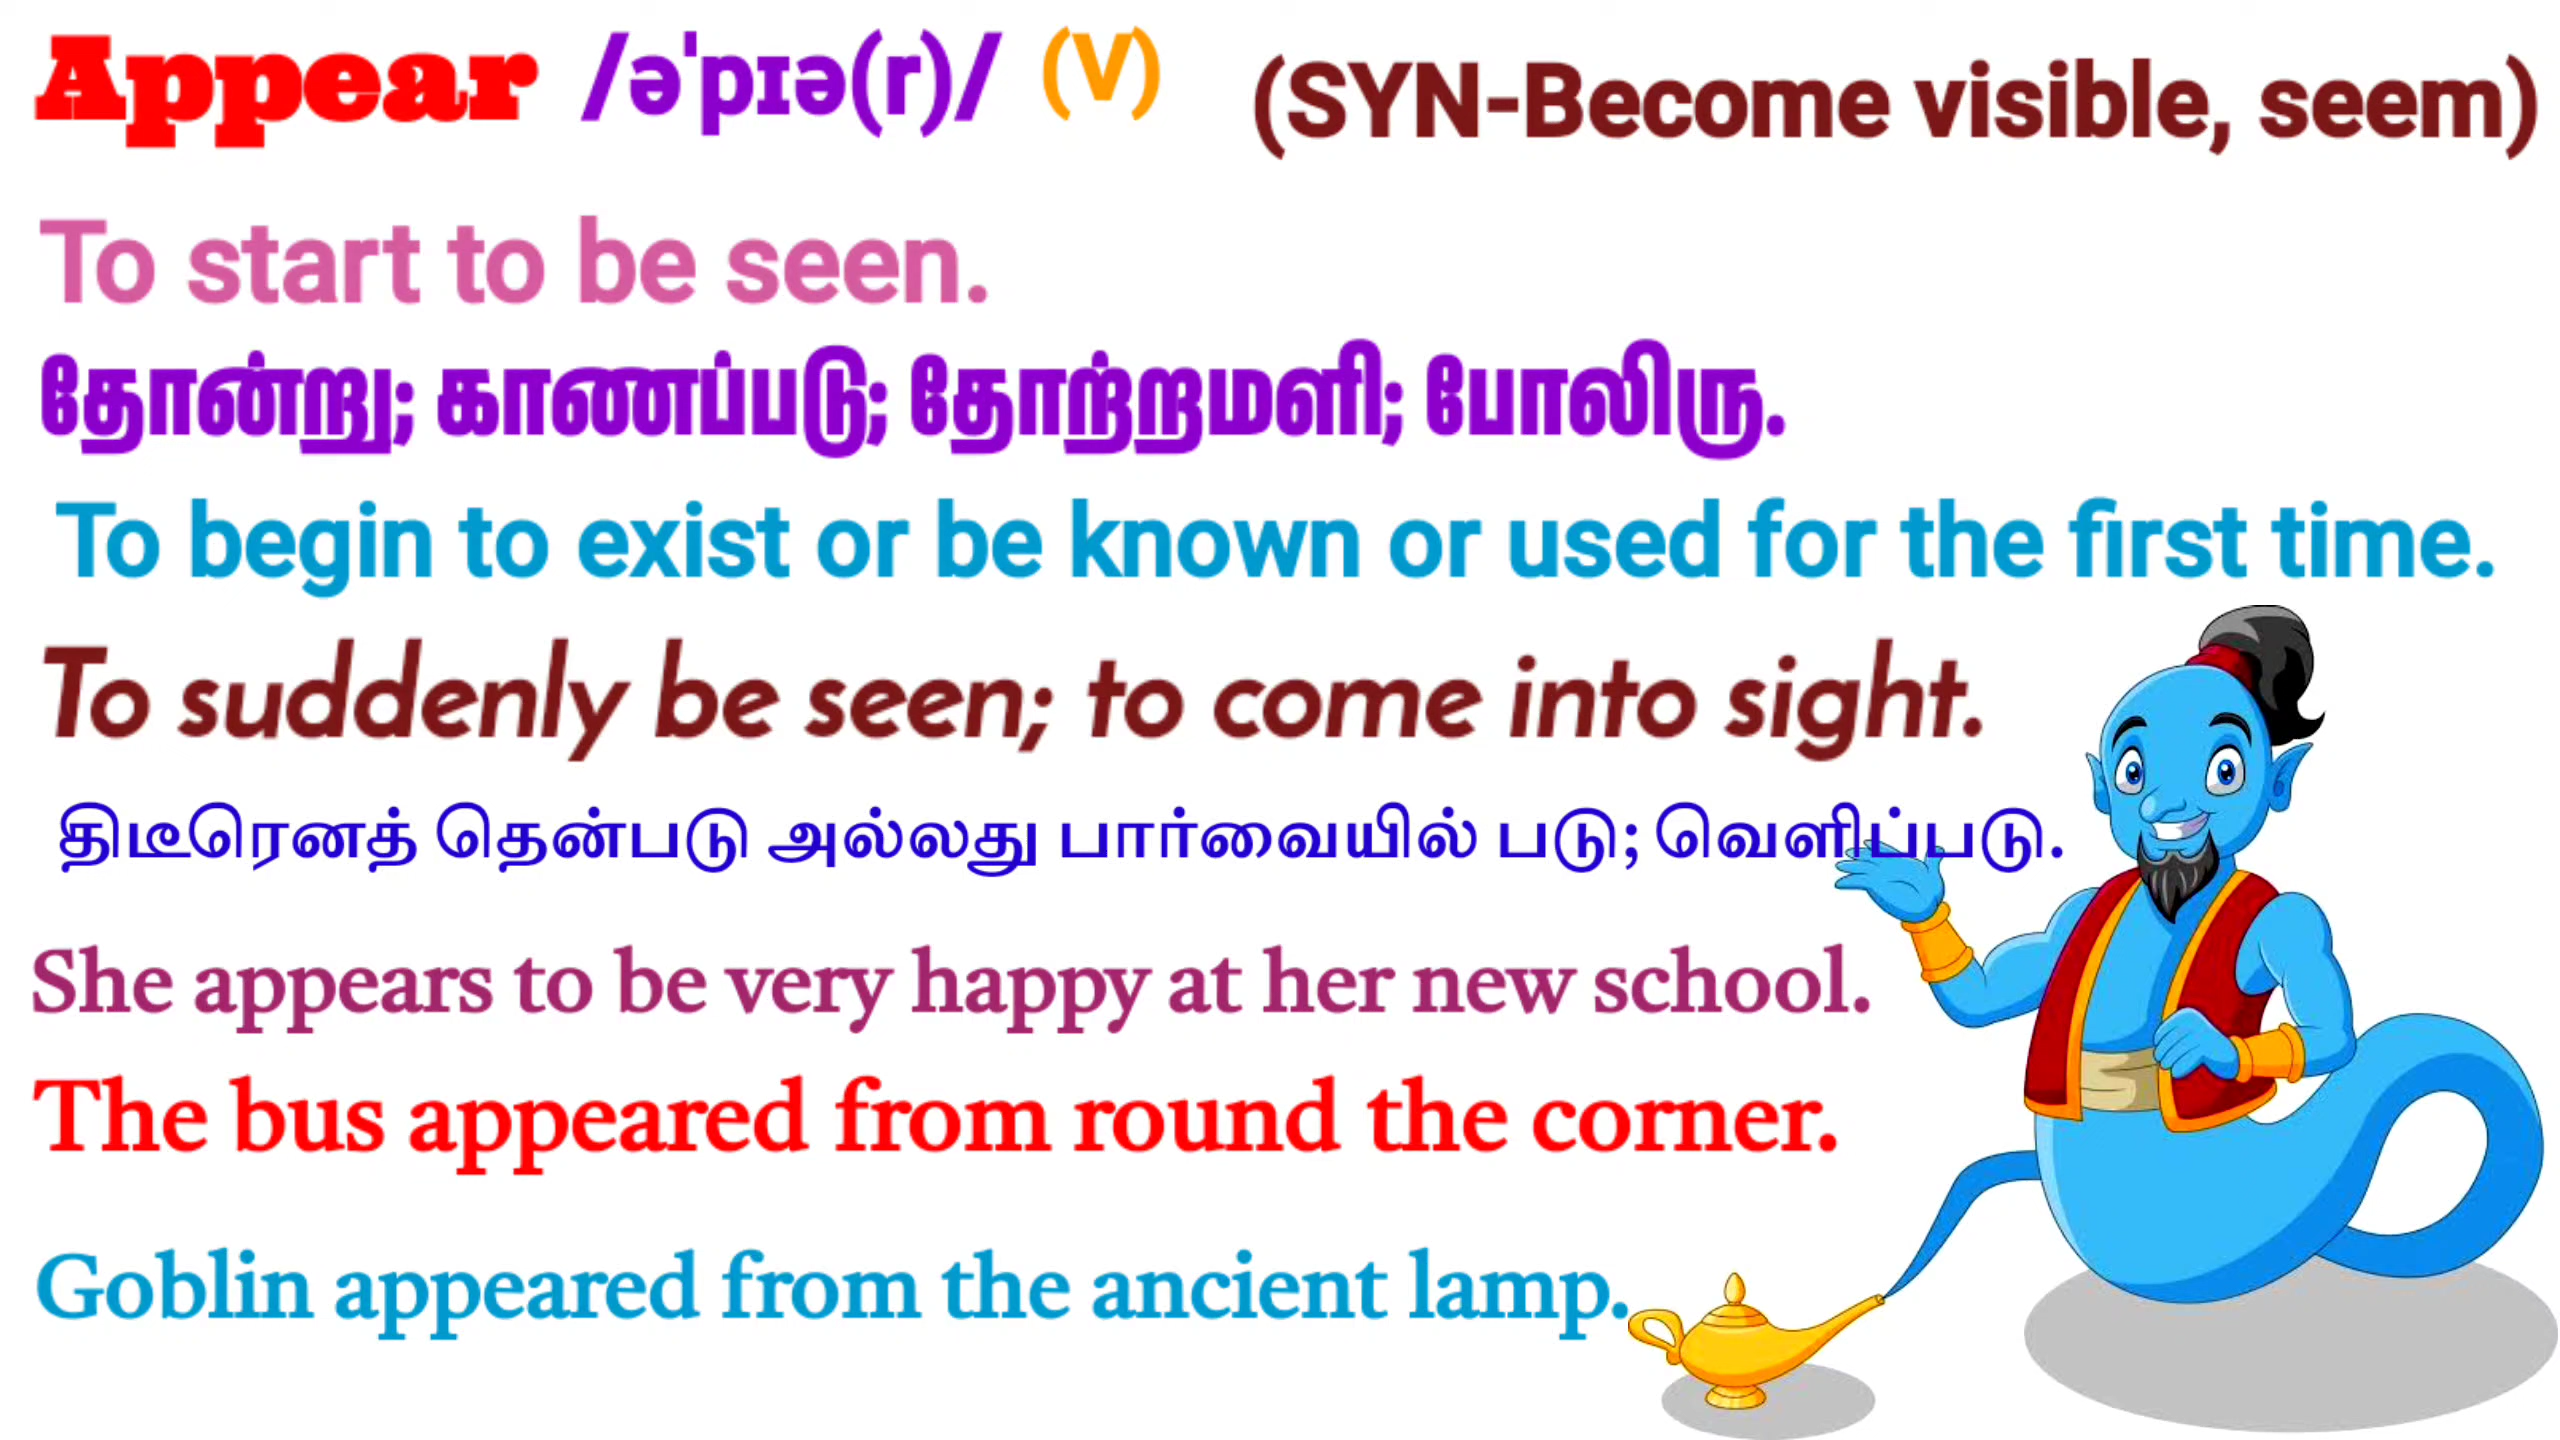 Appear /əˈpɪə(r)/ (V) (SYN-Become visible, seem)
To start to be seen.
தோன்று; காணப்படு; தோற்றமளி; போலிரு.
To begin to exist or be known or used for the first time.
To suddenly be seen; to come into sight.
திடீரெனத் தென்படு அல்லது பார்வையில் படு; வெளிப்படு.
She appears to be very happy at her new school.
The bus appeared from round the corner.
Goblin appeared from the ancient lamp.